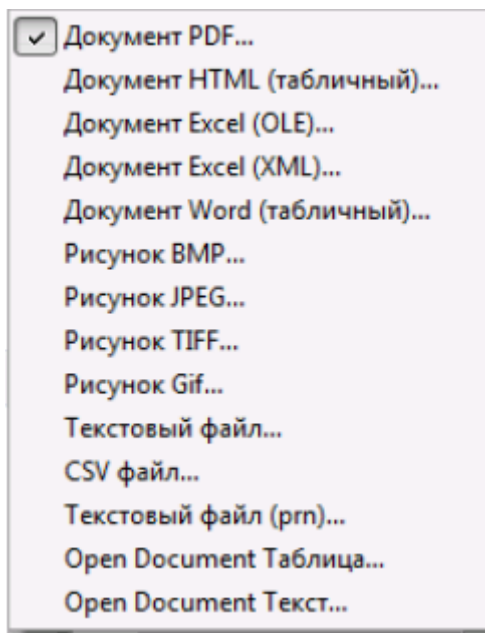 Документ PDF...
Документ HTML (табличный)...
Документ Excel (OLE)...
Документ Excel (XML)...
Документ Word (табличный)...
Рисунок BMP...
Рисунок JPEG...
Рисунок TIFF...
Рисунок Gif...
Текстовый файл...
CSV файл...
Текстовый файл (prn)...
Open Document Таблица...
Open Document Текст...